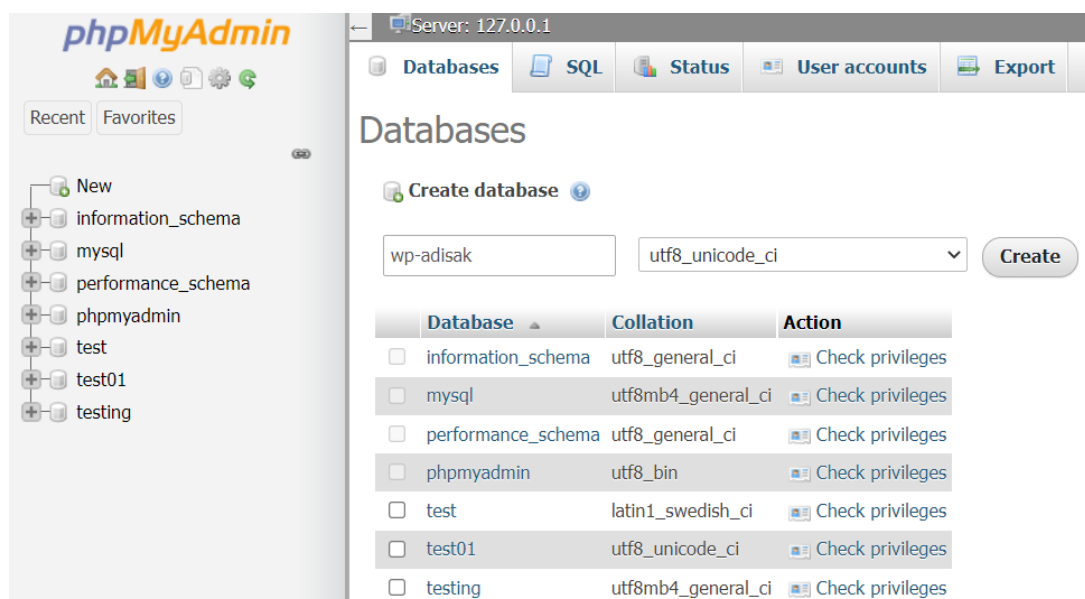 phpMyAdmin
Recent Favorites
New
information_schema
mysql
performance_schema
phpmyadmin
test
test01
testing
Server: 127.0.0.1
Databases SQL Status User accounts Export
Databases
Create database
wp-adisak utf8_unicode_ci Create
Database Collation Action
information_schema utf8_general_ci Check privileges
mysql utf8mb4_general_ci Check privileges
performance_schema utf8_general_ci Check privileges
phpmyadmin utf8_bin Check privileges
test latin1_swedish_ci Check privileges
test01 utf8_unicode_ci Check privileges
testing utf8mb4_general_ci Check privileges